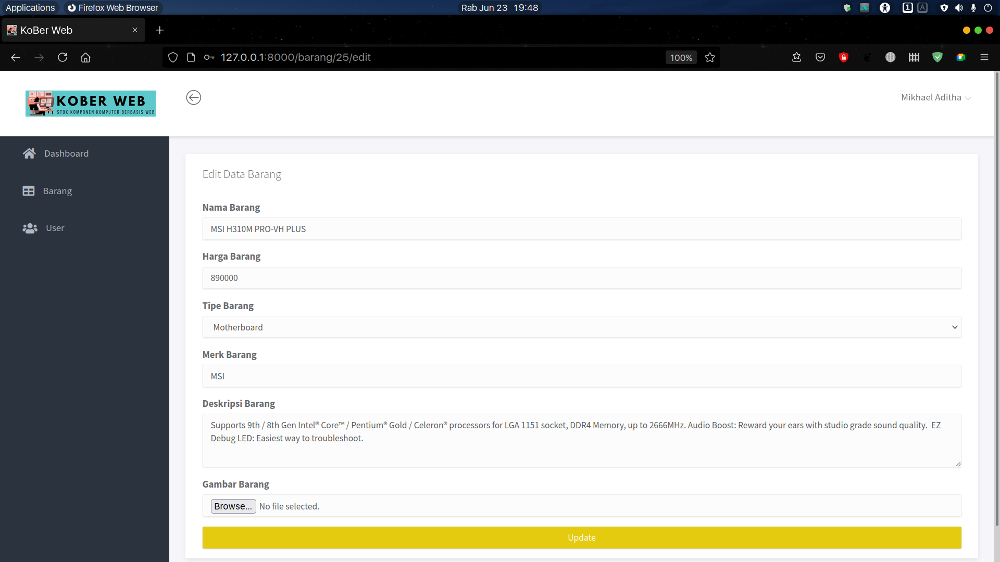 Applications
Firefox Web Browser
Rab Jun 23 19:48
1
A
KoBer Web
127.0.0.1:8000/barang/25/edit
100%
KOBER WEB
STOK KOMPONEN KOMPUTER BERBASIS WEB
Mikhael Aditha
Dashboard
Barang
User
Edit Data Barang
Nama Barang
MSI H310M PRO-VH PLUS
Harga Barang
890000
Tipe Barang
Motherboard
Merk Barang
MSI
Deskripsi Barang
Supports 9th / 8th Gen Intel® Core™ / Pentium® Gold / Celeron® processors for LGA 1151 socket, DDR4 Memory, up to 2666MHz. Audio Boost: Reward your ears with studio grade sound quality.  EZ
Debug LED: Easiest way to troubleshoot.
Gambar Barang
Browse... No file selected.
Update